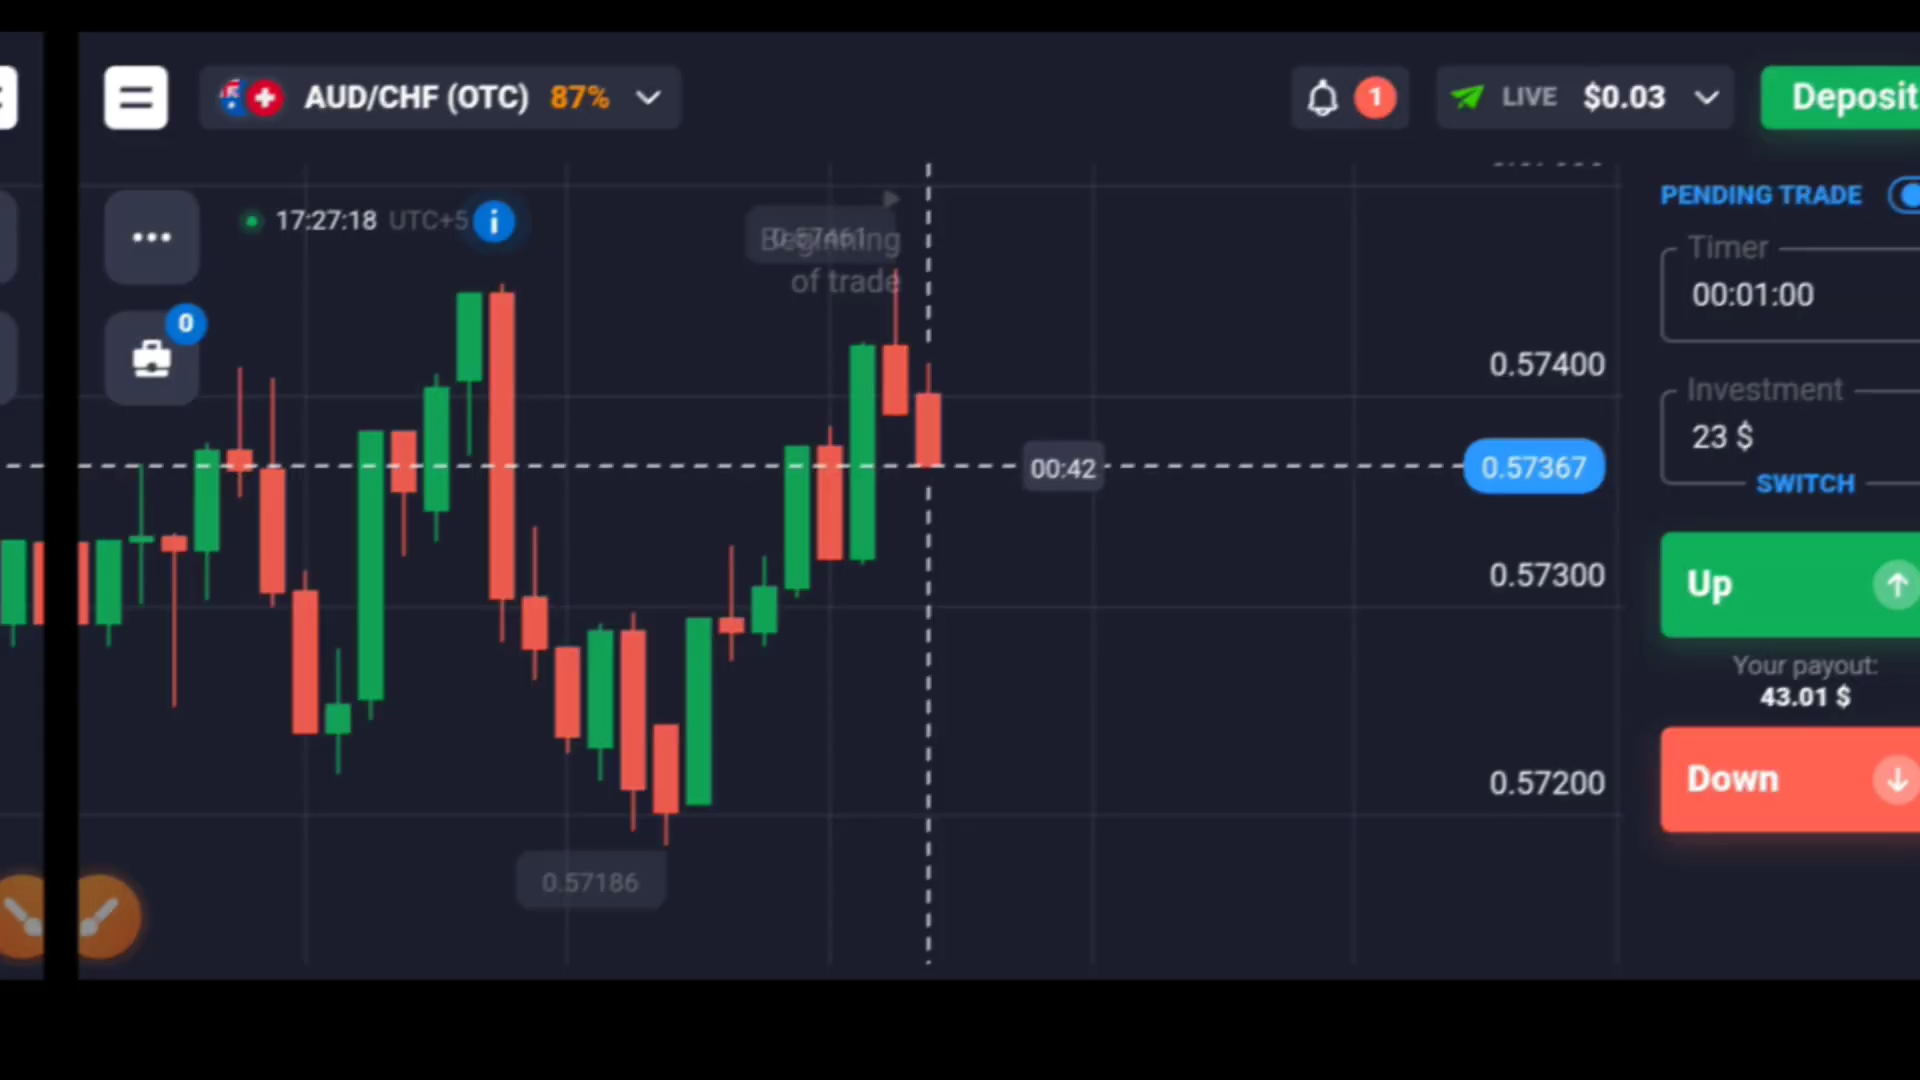 AUD/CHF (OTC) 87%
1
LIVE $0.03
Deposit
17:27:18 UTC+5
i
0
0.57461
Beginning
of trade
00:42
0.57400
0.57367
0.57300
0.57200
0.57186
PENDING TRADE
Timer
00:01:00
Investment
23 $
SWITCH
Up
Your payout:
43.01 $
Down